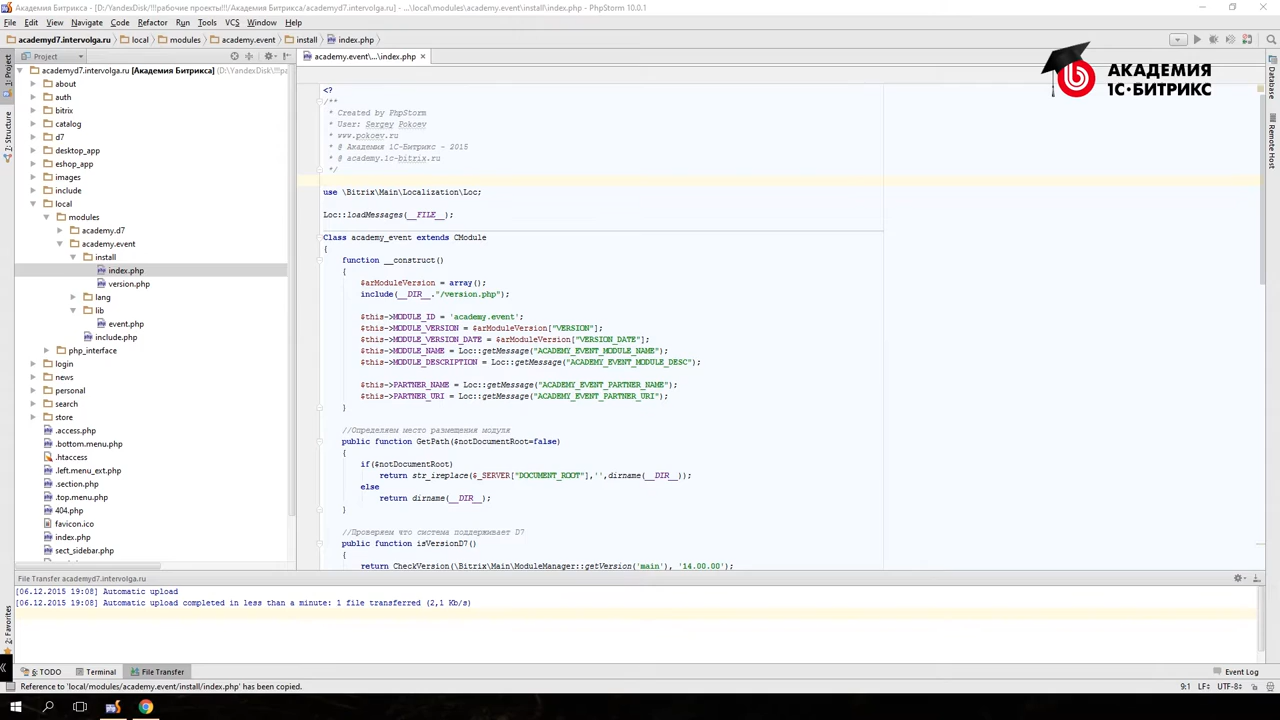 Академия Битрикса - [D:\YandexDisk\!!!рабочие проекты!!!\Академия Битрикса/academyd7.intervolga.ru] - ...\local\modules\academy.event\install\index.php - PhpStorm 10.0.1
File Edit View Navigate Code Refactor Run Tools VCS Window Help
academyd7.intervolga.ru local modules academy.event install index.php
Project
academy.event\...\index.php
АКАДЕМИЯ
1С-БИТРИКС
1: Project
7: Structure
2: Favorites
Database
Remote Host
academyd7.intervolga.ru [Академия Битрикса]
about
auth
bitrix
catalog
d7
desktop_app
eshop_app
images
include
local
modules
academy.d7
academy.event
install
index.php
version.php
lang
lib
event.php
include.php
php_interface
login
news
personal
search
store
.access.php
.bottom.menu.php
.htaccess
.left.menu_ext.php
.section.php
.top.menu.php
404.php
favicon.ico
index.php
sect_sidebar.php
<?
/**
* Created by PhpStorm
* User: Sergey Pokoev
* www.pokoev.ru
* @ Академия 1С-Битрикс - 2015
* @ academy.1c-bitrix.ru
*/
use \Bitrix\Main\Localization\Loc;
Loc::loadMessages(__FILE__);
Class academy_event extends CModule
{
function __construct()
{
$arModuleVersion = array();
include(__DIR__."/version.php");
$this->MODULE_ID = 'academy.event';
$this->MODULE_VERSION = $arModuleVersion["VERSION"];
$this->MODULE_VERSION_DATE = $arModuleVersion["VERSION_DATE"];
$this->MODULE_NAME = Loc::getMessage("ACADEMY_EVENT_MODULE_NAME");
$this->MODULE_DESCRIPTION = Loc::getMessage("ACADEMY_EVENT_MODULE_DESC");
$this->PARTNER_NAME = Loc::getMessage("ACADEMY_EVENT_PARTNER_NAME");
$this->PARTNER_URI = Loc::getMessage("ACADEMY_EVENT_PARTNER_URI");
}
//Определяем место размещения модуля
public function GetPath($notDocumentRoot=false)
{
if($notDocumentRoot)
return str_ireplace($_SERVER["DOCUMENT_ROOT"],'',dirname(__DIR__));
else
return dirname(__DIR__);
}
//Проверяем что система поддерживает D7
public function isVersionD7()
{
return CheckVersion(\Bitrix\Main\ModuleManager::getVersion('main'), '14.00.00');
File Transfer academyd7.intervolga.ru
[06.12.2015 19:08] Automatic upload
[06.12.2015 19:08] Automatic upload completed in less than a minute: 1 file transferred (2,1 Kb/s)
6: TODO Terminal File Transfer Event Log
Reference to 'local/modules/academy.event/install/index.php' has been copied. 9:1 LF÷ UTF-8÷